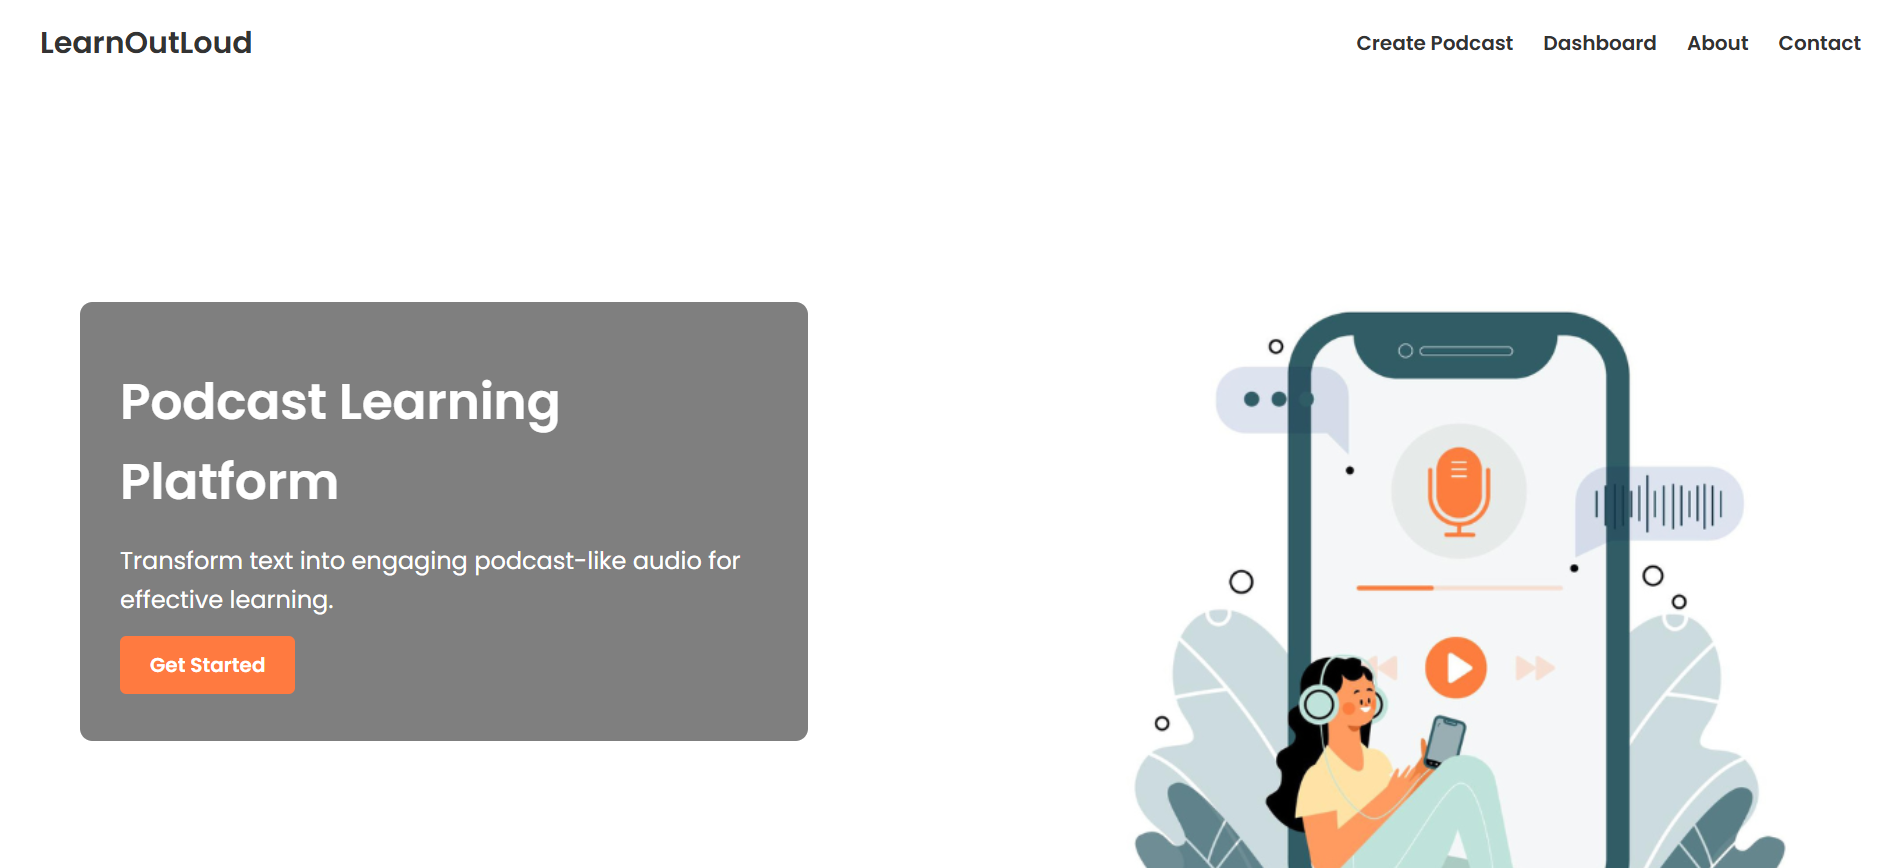 LearnOutLoud
Create Podcast
Dashboard
About
Contact
Podcast Learning
Platform
Transform text into engaging podcast-like audio for
effective learning.
Get Started